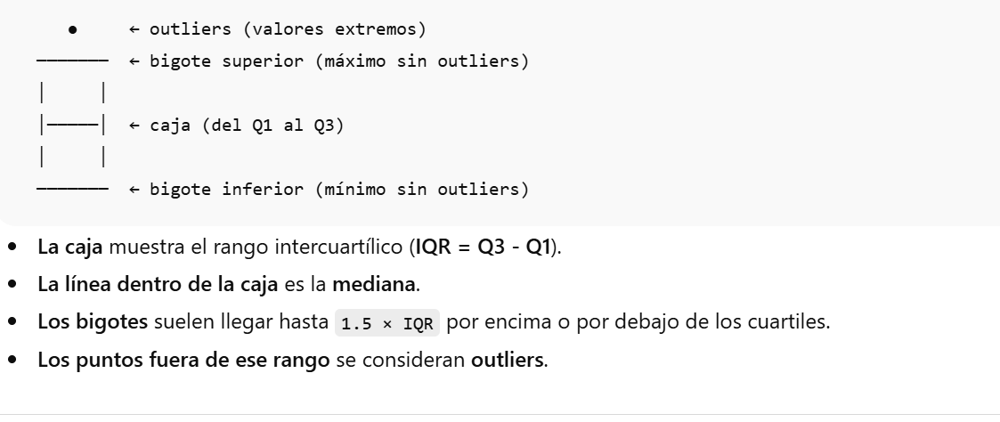 ●     ← outliers (valores extremos)
───────  ← bigote superior (máximo sin outliers)
│     │
│─────│  ← caja (del Q1 al Q3)
│     │
───────  ← bigote inferior (mínimo sin outliers)
• La caja muestra el rango intercuartílico (IQR = Q3 - Q1).
• La línea dentro de la caja es la mediana.
• Los bigotes suelen llegar hasta 1.5 × IQR por encima o por debajo de los cuartiles.
• Los puntos fuera de ese rango se consideran outliers.